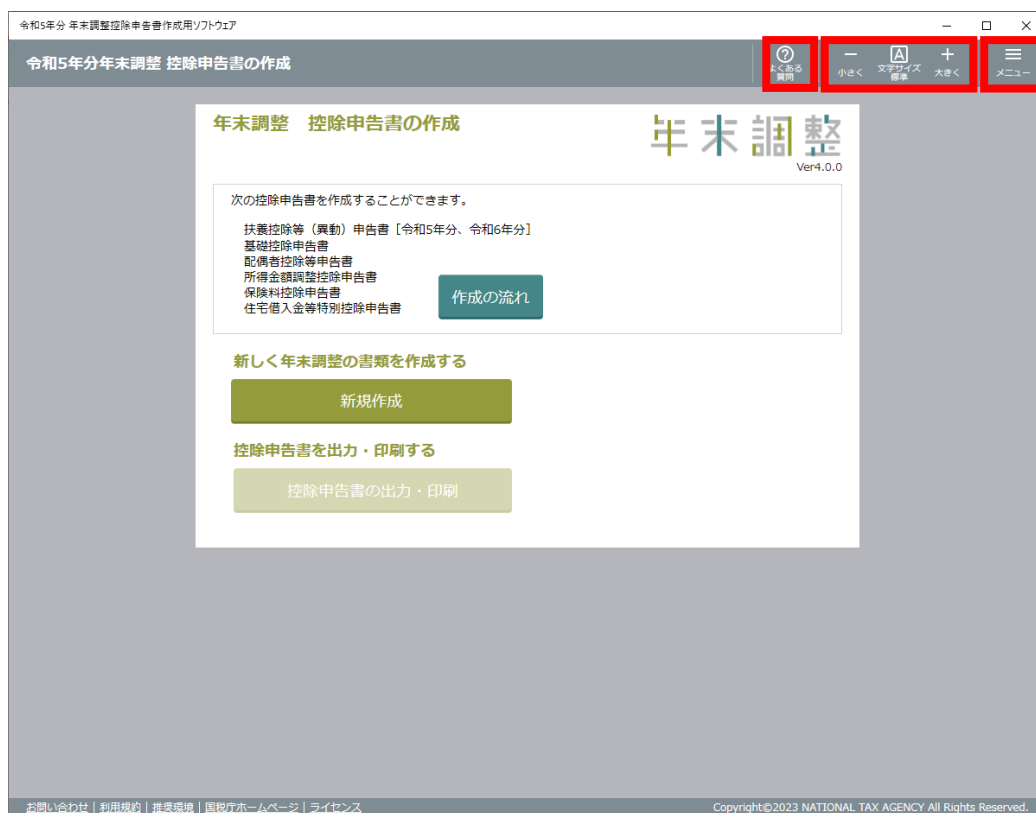 令和5年分 年末調整控除申告書作成用ソフトウェア
令和5年分年末調整 控除申告書の作成
よくある
質問
小さく
A
文字サイズ
標準
大きく
メニュー
年末調整 控除申告書の作成
年末調整
Ver4.0.0
次の控除申告書を作成することができます。
扶養控除等（異動）申告書［令和5年分、令和6年分］
基礎控除申告書
配偶者控除等申告書
所得金額調整控除申告書
保険料控除申告書
住宅借入金等特別控除申告書
作成の流れ
新しく年末調整の書類を作成する
新規作成
控除申告書を出力・印刷する
控除申告書の出力・印刷
お問い合わせ | 利用規約 | 推奨環境 | 国税庁ホームページ | ライセンス
Copyright©2023 NATIONAL TAX AGENCY All Rights Reserved.